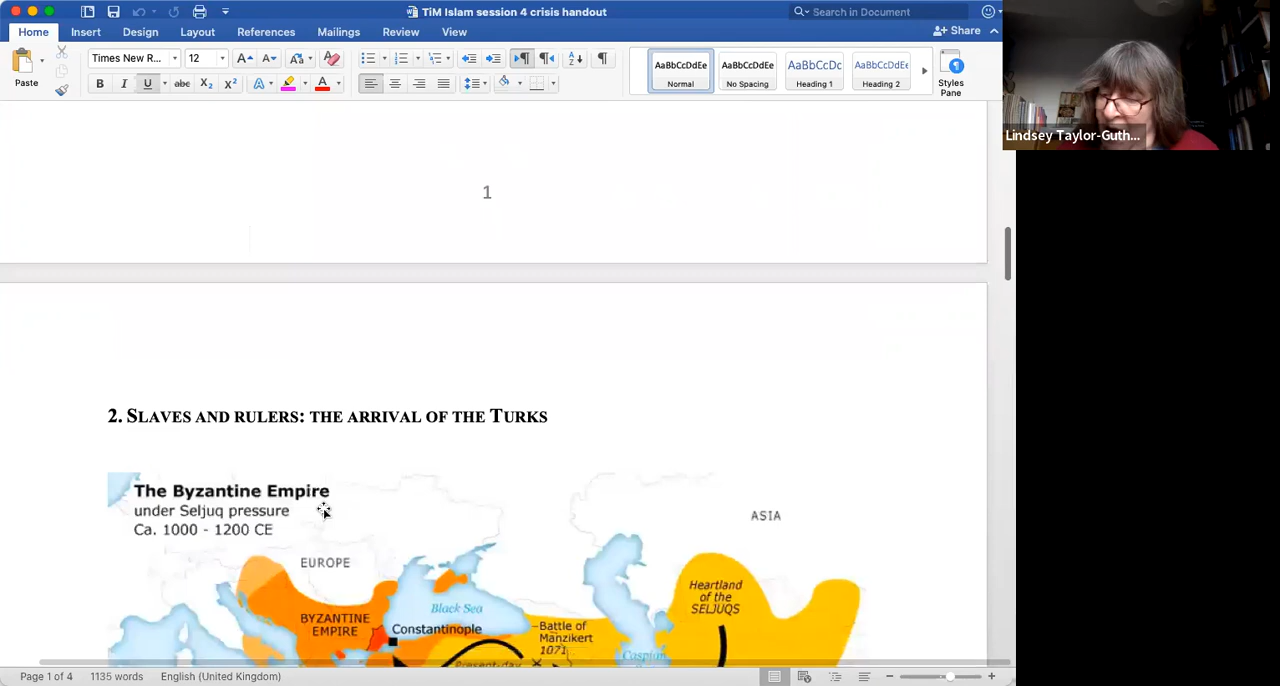 TiM Islam session 4 crisis handout
Search in Document
Home Insert Design Layout References Mailings Review View
Share
Paste
Times New R... 12
AaBbCcDdEe AaBbCcDdEe AaBbCcDc AaBbCcDdEe
Normal No Spacing Heading 1 Heading 2
Styles
Pane
Lindsey Taylor-Guth...
1
2. SLAVES AND RULERS: THE ARRIVAL OF THE TURKS
The Byzantine Empire
under Seljuq pressure
Ca. 1000 - 1200 CE
ASIA
EUROPE
Heartland
of the
SELJUQS
Black Sea
BYZANTINE
EMPIRE
Constantinople
Battle of
Manzikert
1071
Caspian
Present-day
Page 1 of 4 1135 words English (United Kingdom)